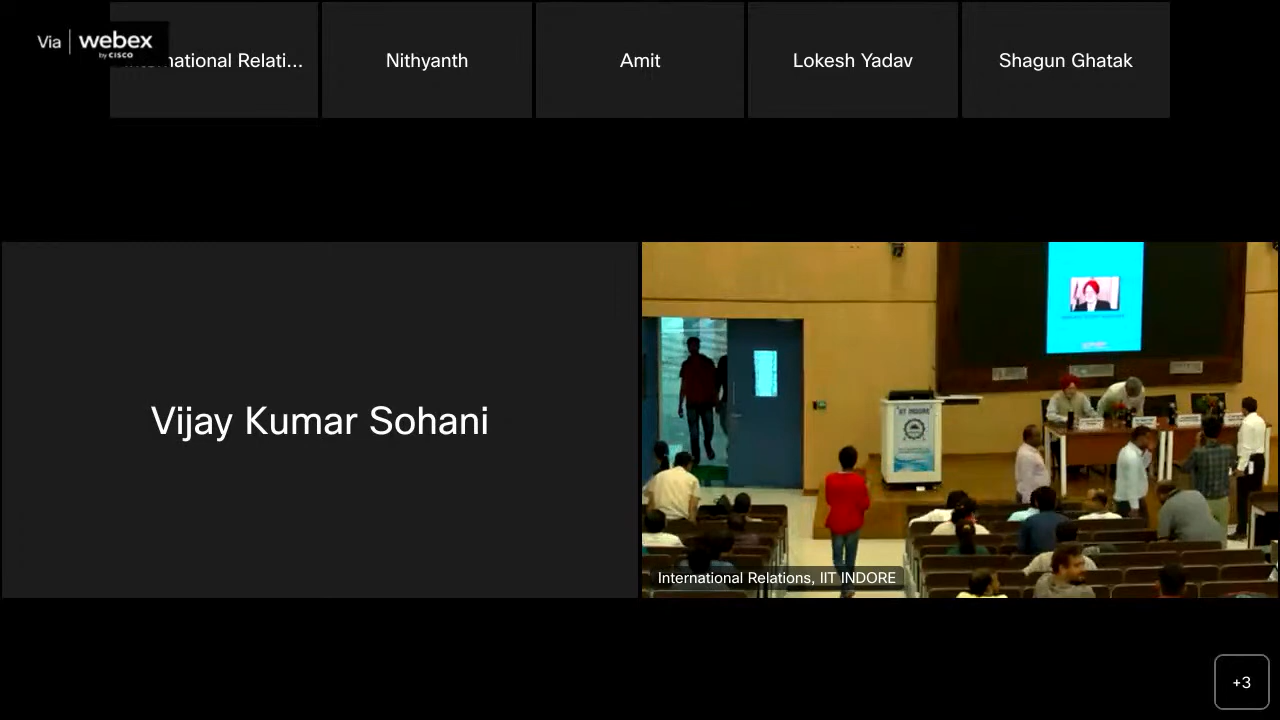 Via webex
by CISCO
ational Relati...
Nithyanth
Amit
Lokesh Yadav
Shagun Ghatak
Vijay Kumar Sohani
IIT INDORE
International Relations, IIT INDORE
+3